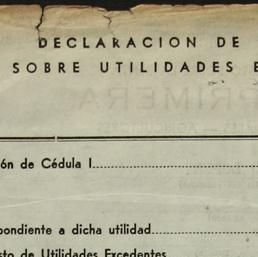 DECLARACION DE
SOBRE UTILIDADES E
ón de Cédula I
pondiente a dicha utilidad
sto de Utilidades Excedentes